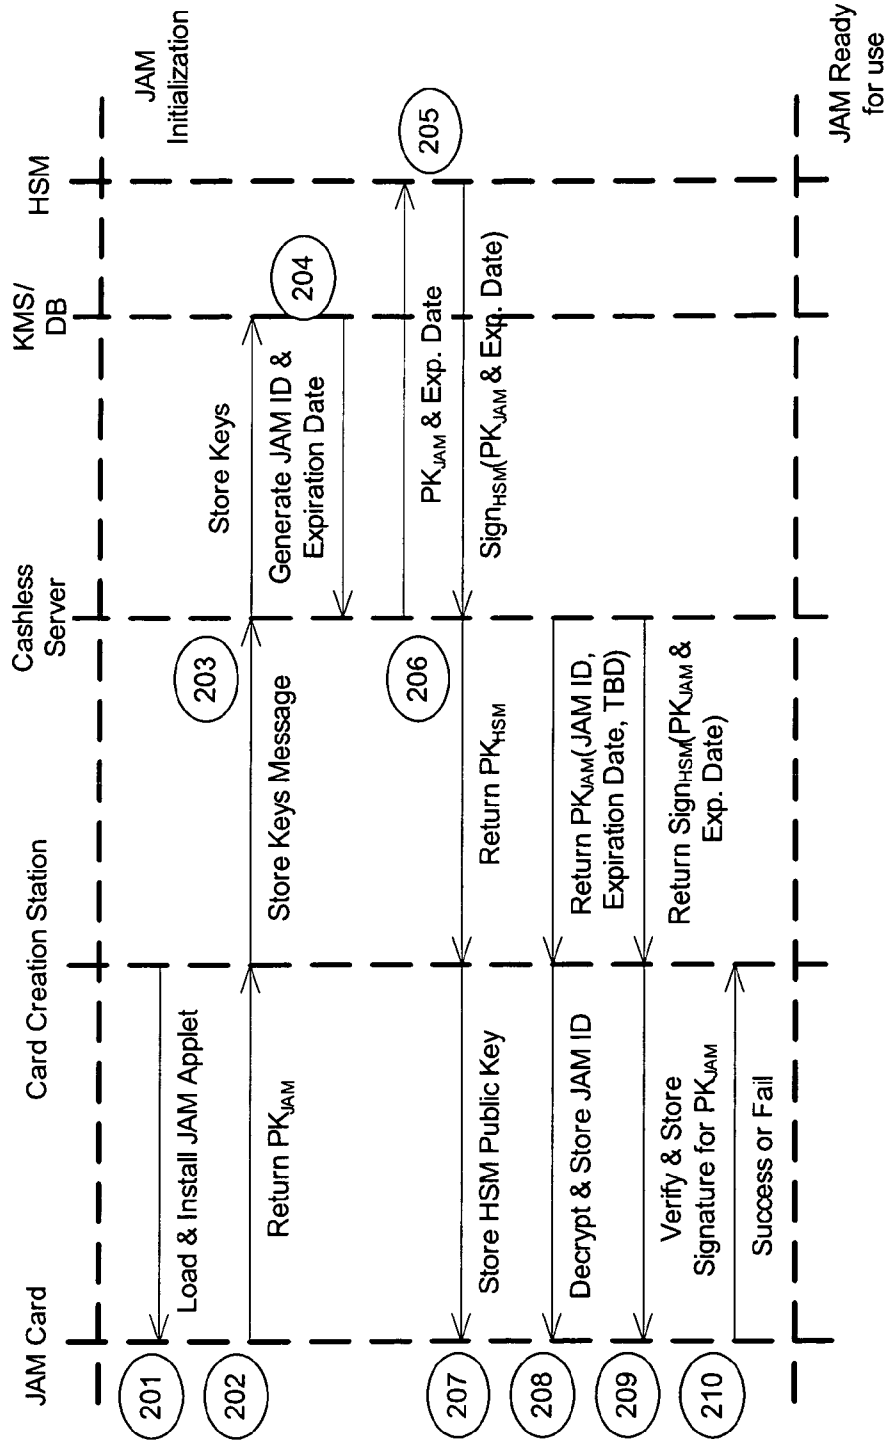 JAM Card
Card Creation Station
Cashless
Server
KMS/
DB
HSM
JAM
Initialization
201
Load & Install JAM Applet
202
Return PKJAM
203
Store Keys Message
Store Keys
204
Generate JAM ID &
Expiration Date
205
PKJAM & Exp. Date
206
SignHSM(PKJAM & Exp. Date)
Return PKHSM
207
Store HSM Public Key
208
Decrypt & Store JAM ID
Return PKJAM(JAM ID,
Expiration Date, TBD)
209
Verify & Store
Signature for PKJAM
Return SignHSM(PKJAM &
Exp. Date)
210
Success or Fail
JAM Ready
for use